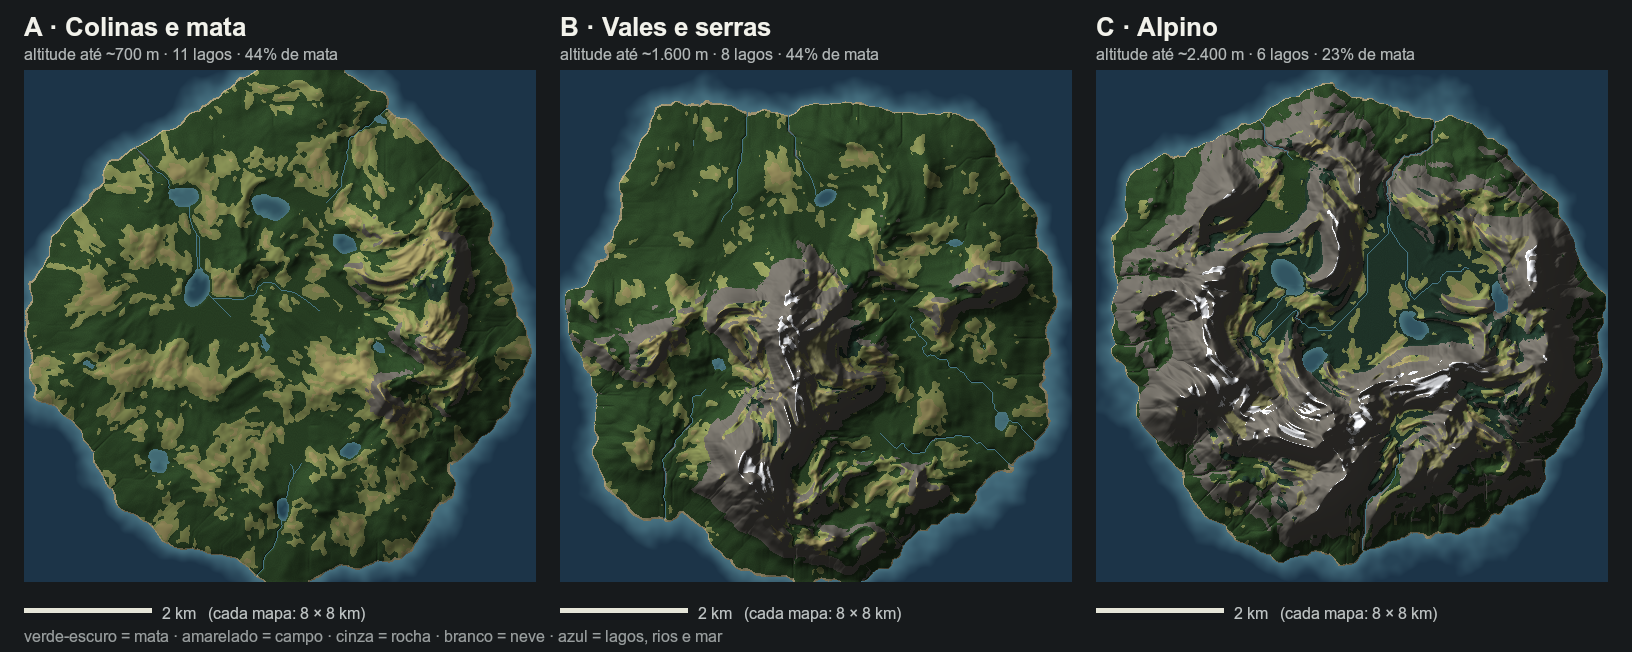 A · Colinas e mata
altitude até ~700 m · 11 lagos · 44% de mata
B · Vales e serras
altitude até ~1.600 m · 8 lagos · 44% de mata
C · Alpino
altitude até ~2.400 m · 6 lagos · 23% de mata
2 km (cada mapa: 8 × 8 km)
2 km (cada mapa: 8 × 8 km)
2 km (cada mapa: 8 × 8 km)
verde-escuro = mata · amarelado = campo · cinza = rocha · branco = neve · azul = lagos, rios e mar